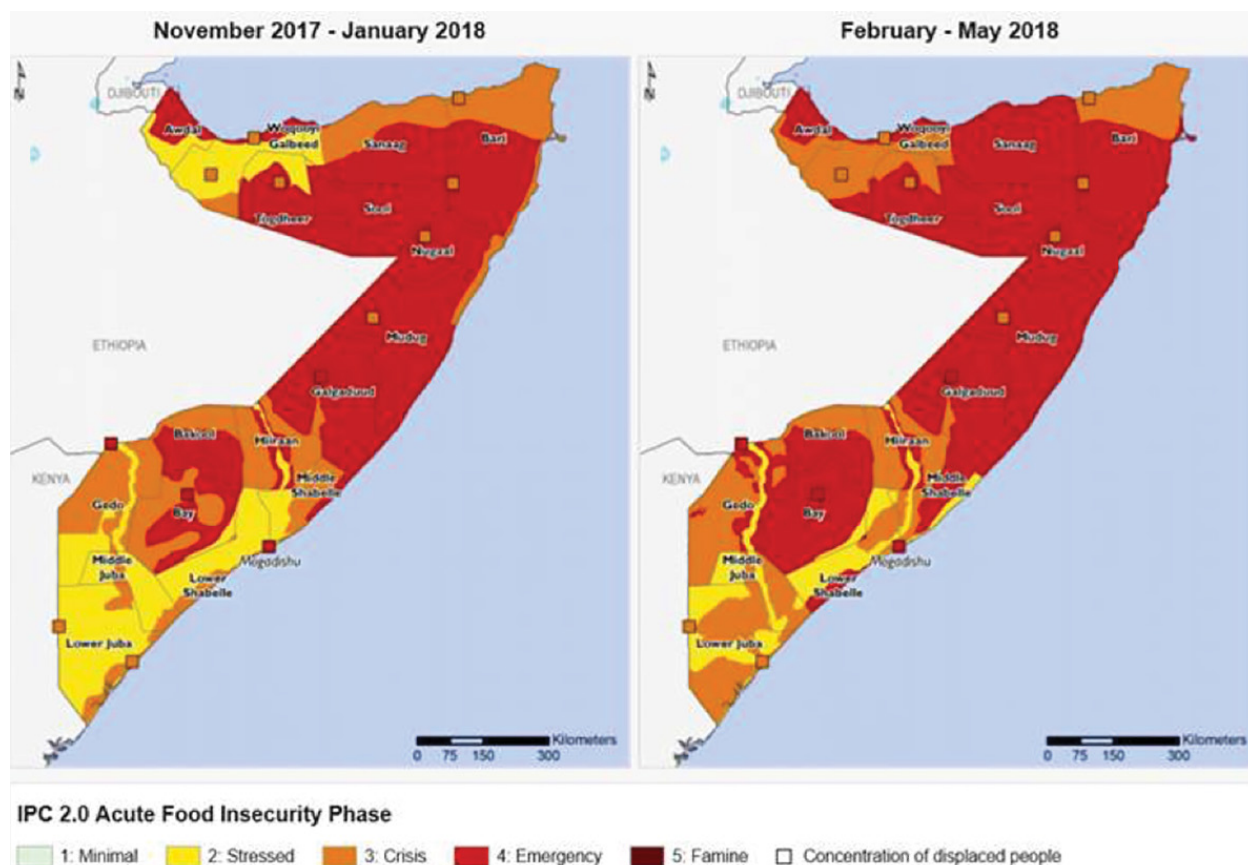 November 2017 - January 2018
February - May 2018
N
DJIBOUTI
Awdal
Woqooyi
Galbeed
Sanaag
Bari
Togdheer
Sool
Nugaal
ETHIOPIA
Mudug
Galgaduud
Bakool
Hiiraan
KENYA
Gedo
Bay
Middle
Shabelle
Mogadishu
Middle
Juba
Lower
Shabelle
Lower Juba
Kilometers
0 75 150 300
N
DJIBOUTI
Awdal
Woqooyi
Galbeed
Sanaag
Bari
Togdheer
Sool
Nugaal
ETHIOPIA
Mudug
Galgaduud
Bakool
Hiiraan
KENYA
Gedo
Bay
Middle
Shabelle
Mogadishu
Middle
Juba
Lower
Shabelle
Lower Juba
Kilometers
0 75 150 300
IPC 2.0 Acute Food Insecurity Phase
1: Minimal 2: Stressed 3: Crisis 4: Emergency 5: Famine Concentration of displaced people